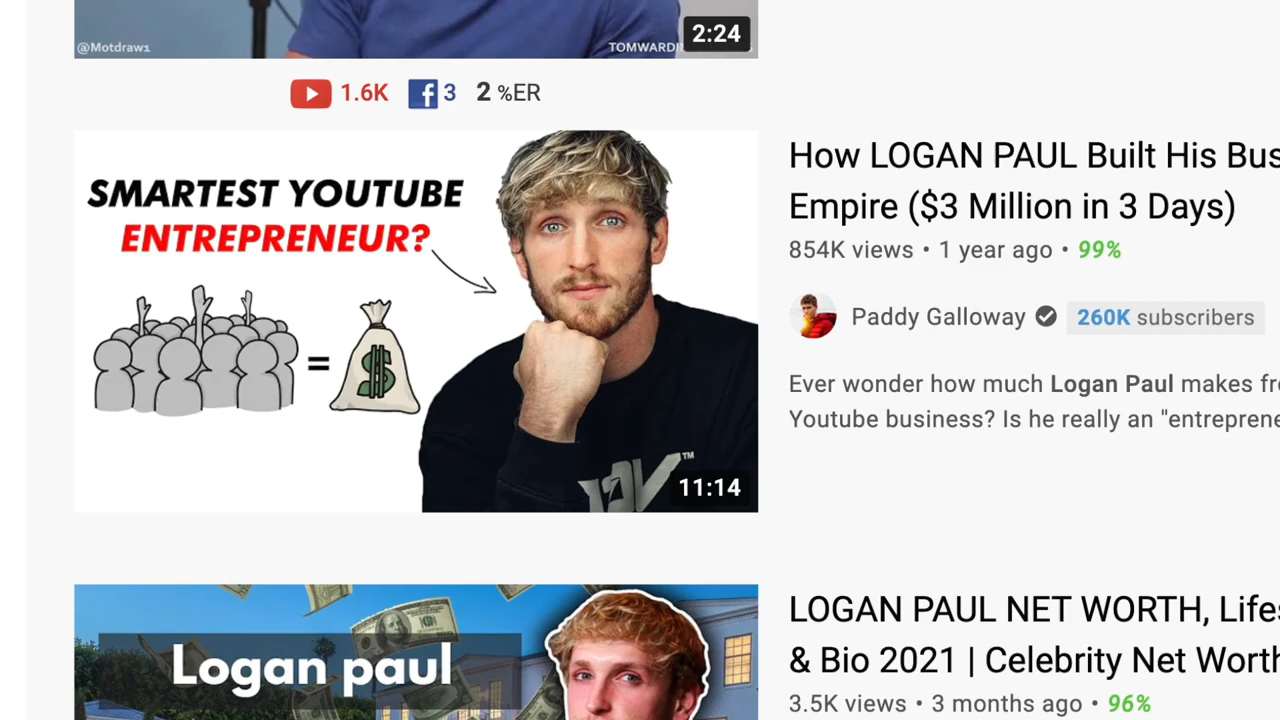 @Motdraw1
TOMWARDI
2:24
1.6K 3 2 %ER
SMARTEST YOUTUBE
ENTREPRENEUR?
=
$
TM
11:14
How LOGAN PAUL Built His Bus
Empire ($3 Million in 3 Days)
854K views • 1 year ago • 99%
Paddy Galloway 260K subscribers
Ever wonder how much Logan Paul makes fr
Youtube business? Is he really an "entreprene
Logan paul
LOGAN PAUL NET WORTH, Lifes
& Bio 2021 | Celebrity Net Worth
3.5K views • 3 months ago • 96%